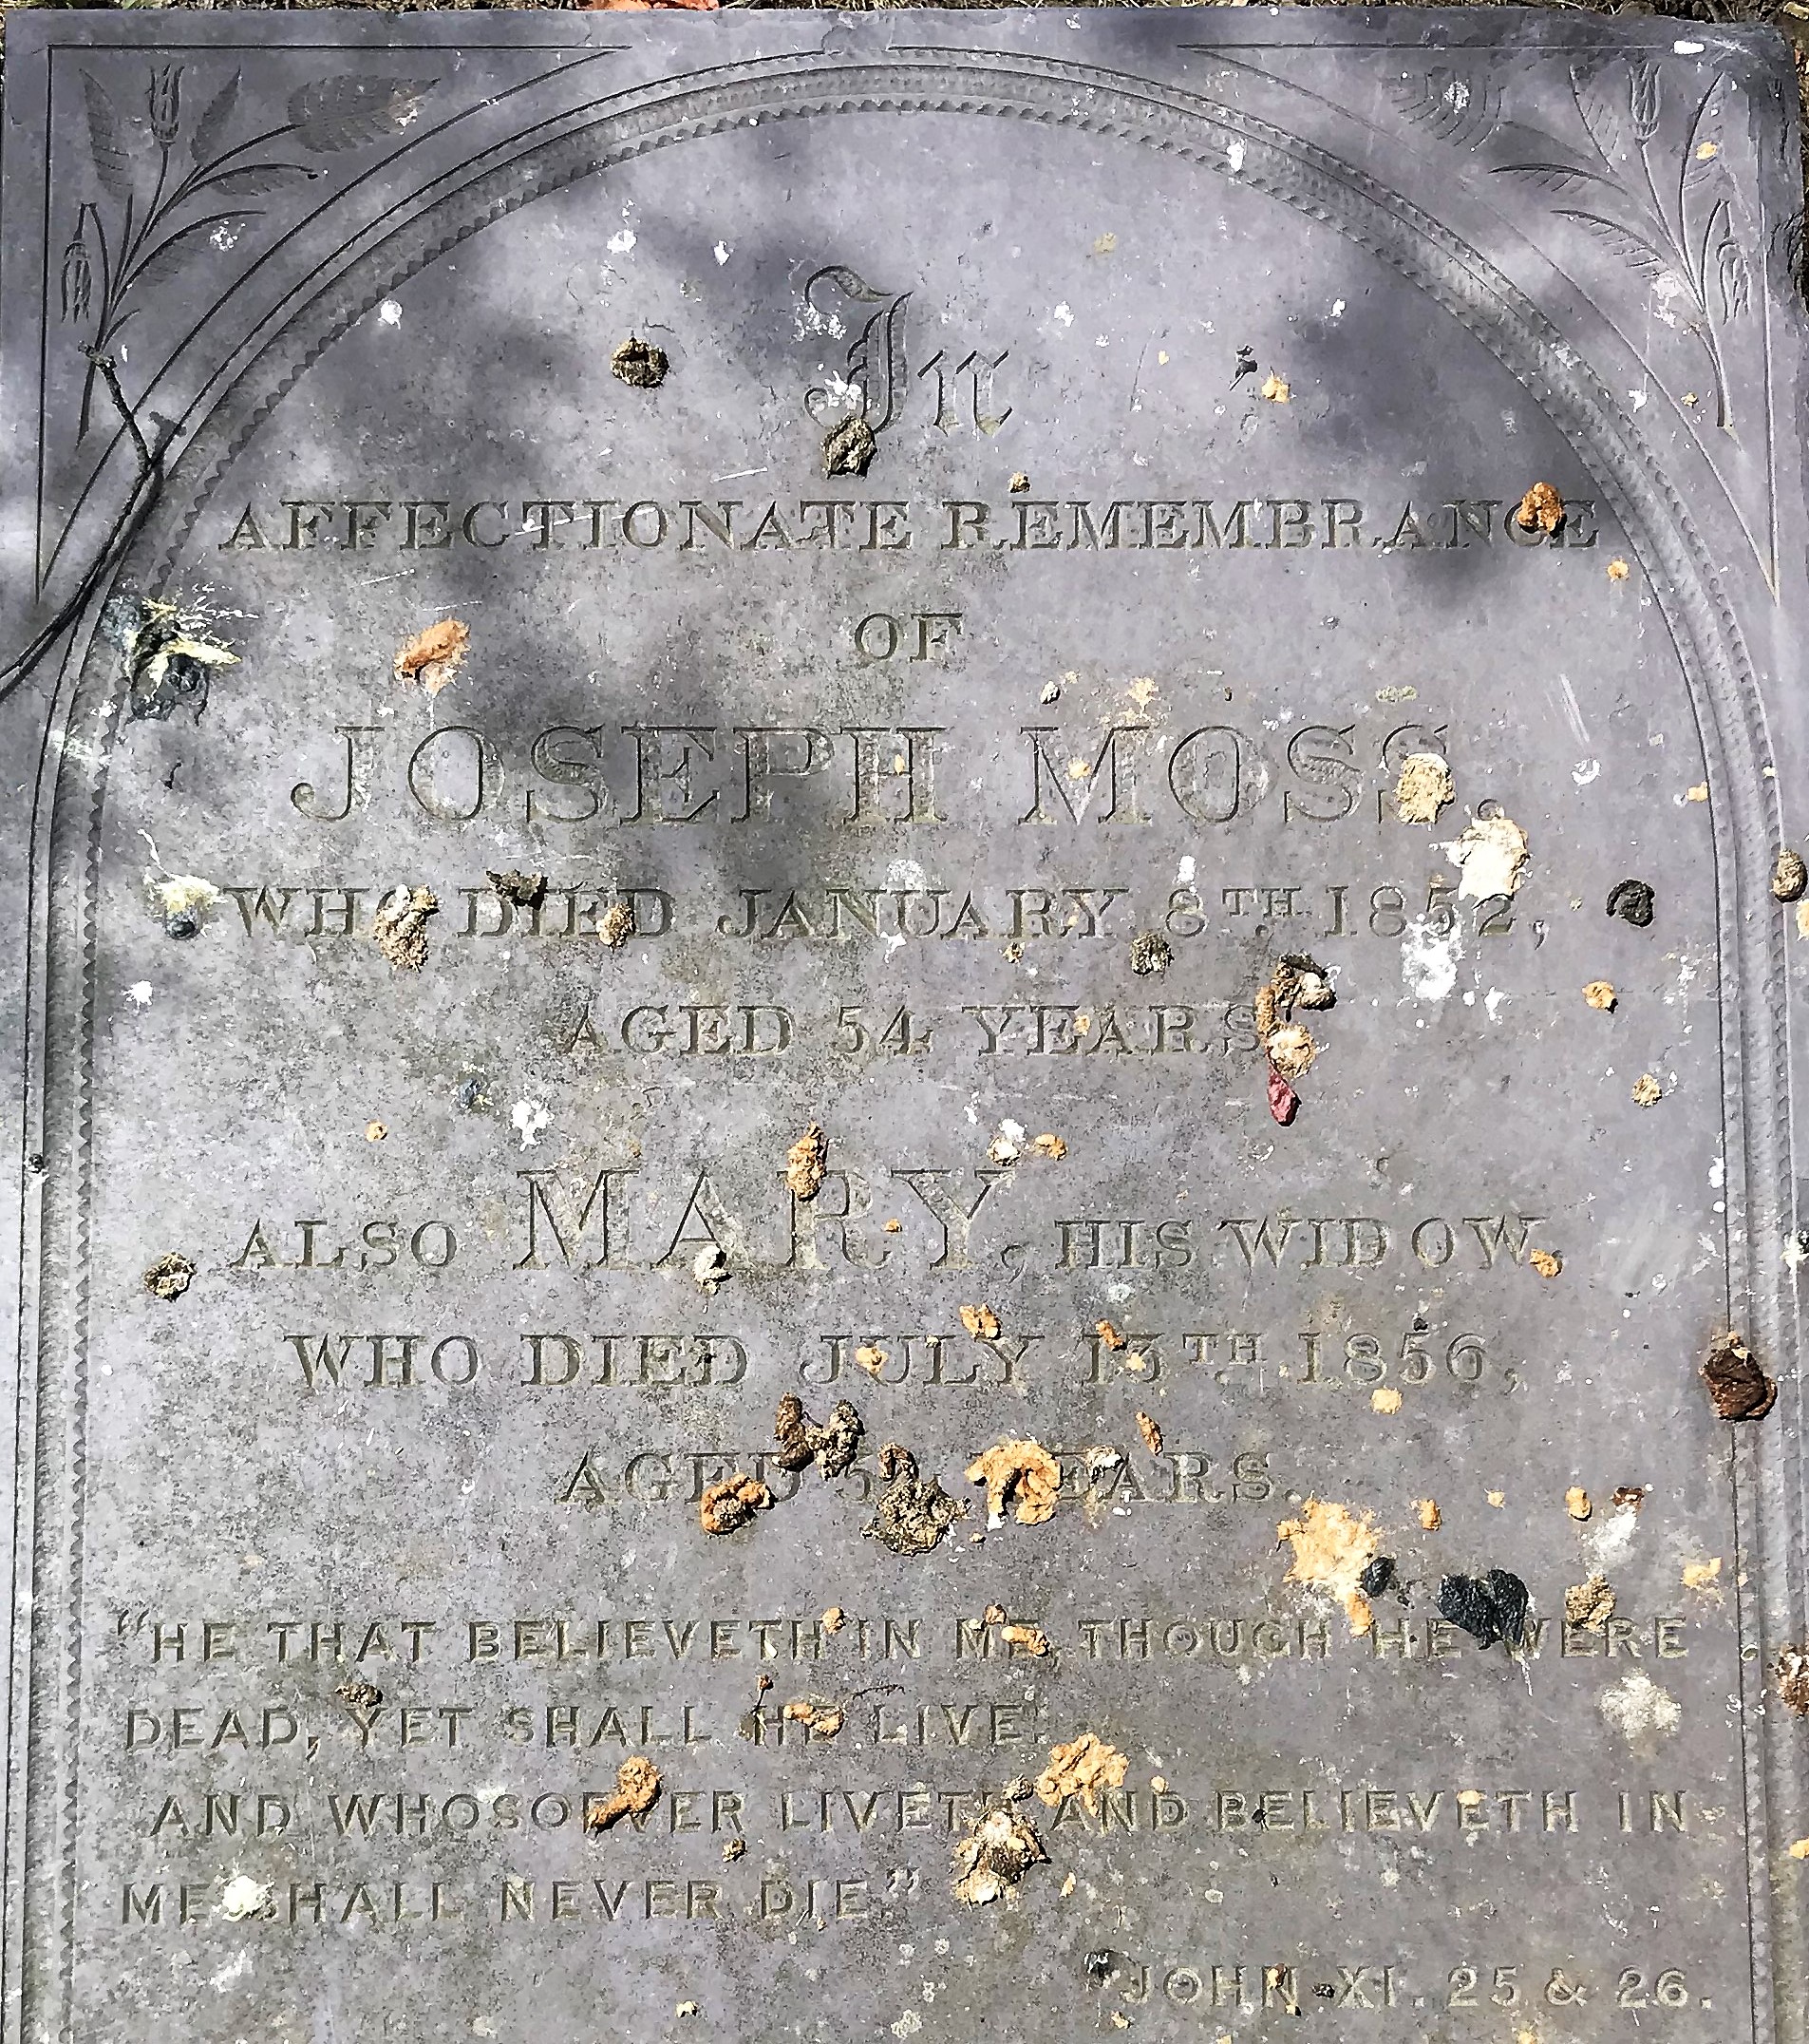 In
AFFECTIONATE REMEMBRANCE
OF
JOSEPH MOSS.
WHO DIED JANUARY 8TH 1852,
AGED 54 YEARS
ALSO MARY, HIS WIDOW,
WHO DIED JULY 13TH 1856,
AGED YEARS.
"HE THAT BELIEVETH IN ME, THOUGH HE WERE
DEAD, YET SHALL HE LIVE.
AND WHOSOEVER LIVETH AND BELIEVETH IN
ME SHALL NEVER DIE"
JOHN XI. 25 & 26.